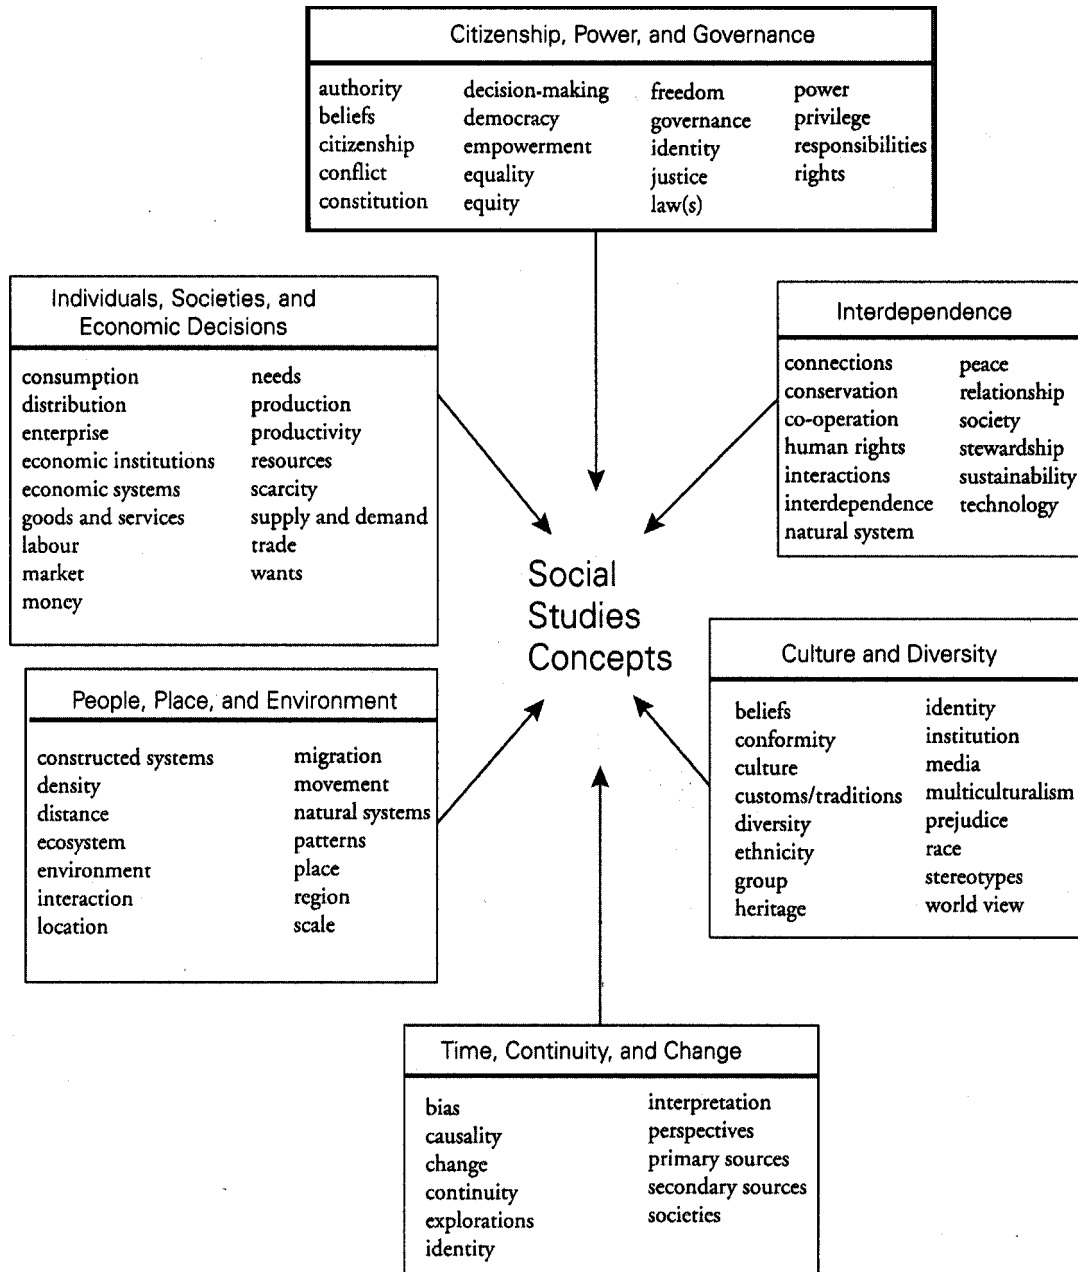 Citizenship, Power, and Governance
authority
beliefs
citizenship
conflict
constitution
decision-making
democracy
empowerment
equality
equity
freedom
governance
identity
justice
law(s)
power
privilege
responsibilities
rights
Individuals, Societies, and
Economic Decisions
consumption
distribution
enterprise
economic institutions
economic systems
goods and services
labour
market
money
needs
production
productivity
resources
scarcity
supply and demand
trade
wants
Interdependence
connections
conservation
co-operation
human rights
interactions
interdependence
natural system
peace
relationship
society
stewardship
sustainability
technology
Social
Studies
Concepts
People, Place, and Environment
constructed systems
density
distance
ecosystem
environment
interaction
location
migration
movement
natural systems
patterns
place
region
scale
Culture and Diversity
beliefs
conformity
culture
customs/traditions
diversity
ethnicity
group
heritage
identity
institution
media
multiculturalism
prejudice
race
stereotypes
world view
Time, Continuity, and Change
bias
causality
change
continuity
explorations
identity
interpretation
perspectives
primary sources
secondary sources
societies